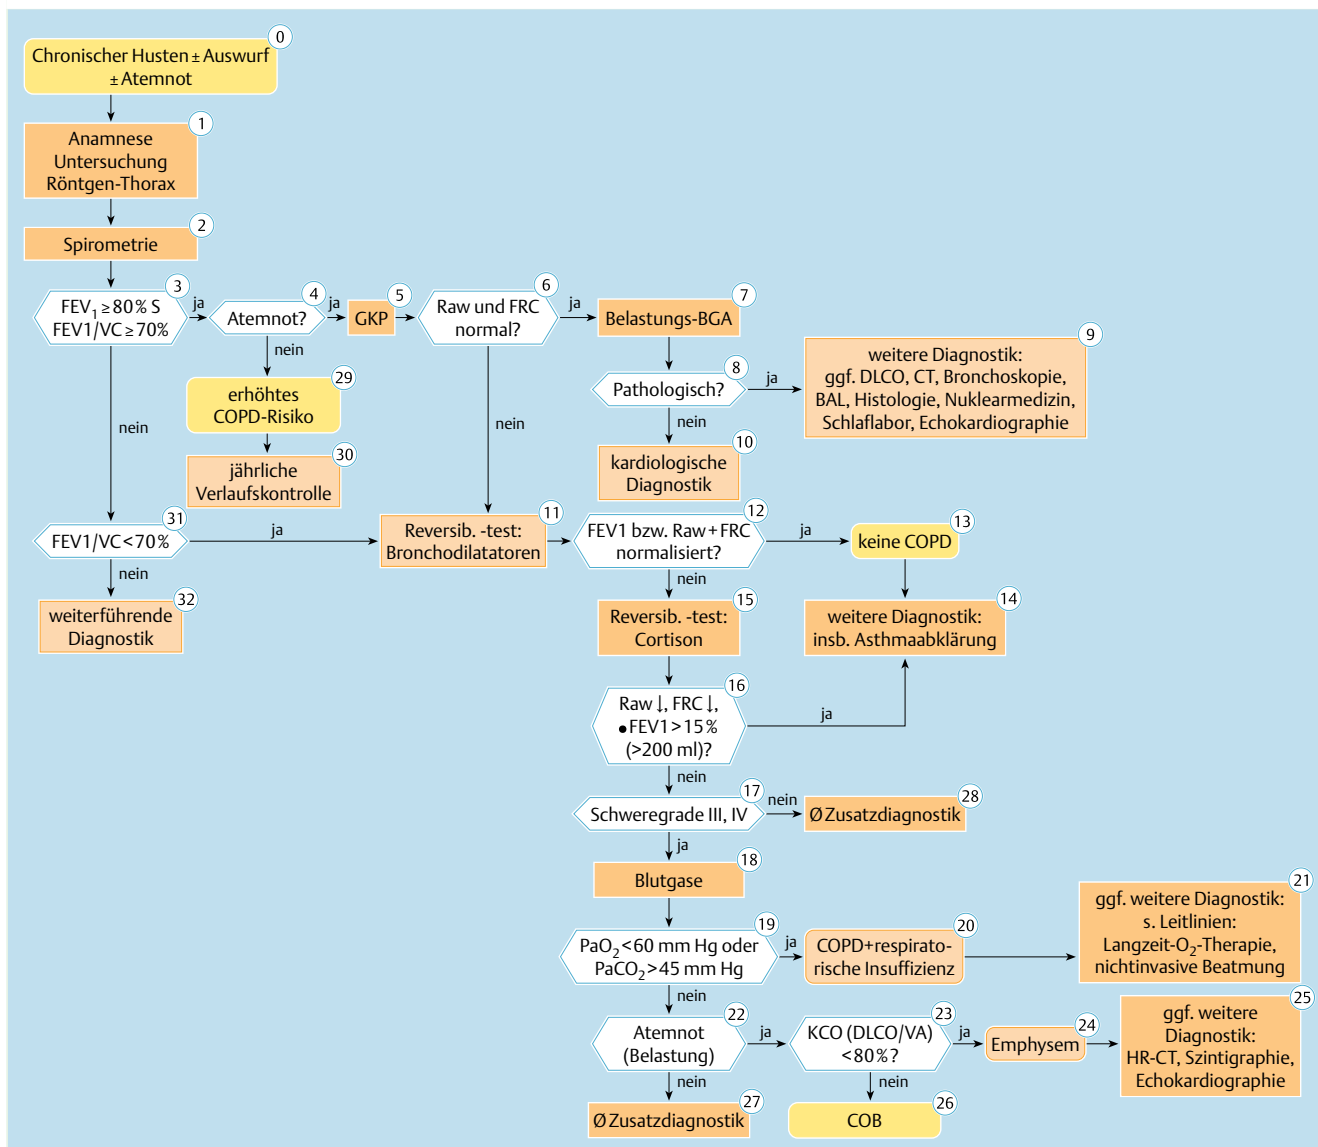 0
Chronischer Husten ± Auswurf
± Atemnot
1
Anamnese
Untersuchung
Röntgen-Thorax
2
Spirometrie
3
FEV₁ ≥ 80 % S
FEV1/VC ≥ 70%
ja
4
Atemnot?
ja
5
GKP
6
Raw und FRC
normal?
ja
7
Belastungs-BGA
8
Pathologisch?
ja
9
weitere Diagnostik:
ggf. DLCO, CT, Bronchoskopie,
BAL, Histologie, Nuklearmedizin,
Schlaflabor, Echokardiographie
nein
10
kardiologische
Diagnostik
nein
29
erhöhtes
COPD-Risiko
30
jährliche
Verlaufskontrolle
nein
nein
31
FEV1/VC < 70%
ja
11
Reversib. -test:
Bronchodilatatoren
12
FEV1 bzw. Raw + FRC
normalisiert?
ja
13
keine COPD
nein
32
weiterführende
Diagnostik
nein
15
Reversib. -test:
Cortison
14
weitere Diagnostik:
insb. Asthmaabklärung
16
Raw ↓, FRC ↓,
● FEV1 > 15 %
(>200 ml)?
ja
nein
17
Schweregrade III, IV
nein
28
Ø Zusatzdiagnostik
ja
18
Blutgase
19
PaO₂ < 60 mm Hg oder
PaCO₂ > 45 mm Hg
ja
20
COPD+respirato-
rische Insuffizienz
21
ggf. weitere Diagnostik:
s. Leitlinien:
Langzeit-O₂-Therapie,
nichtinvasive Beatmung
nein
22
Atemnot
(Belastung)
ja
23
KCO (DLCO/VA)
<80%?
ja
24
Emphysem
25
ggf. weitere
Diagnostik:
HR-CT, Szintigraphie,
Echokardiographie
nein
27
Ø Zusatzdiagnostik
nein
26
COB